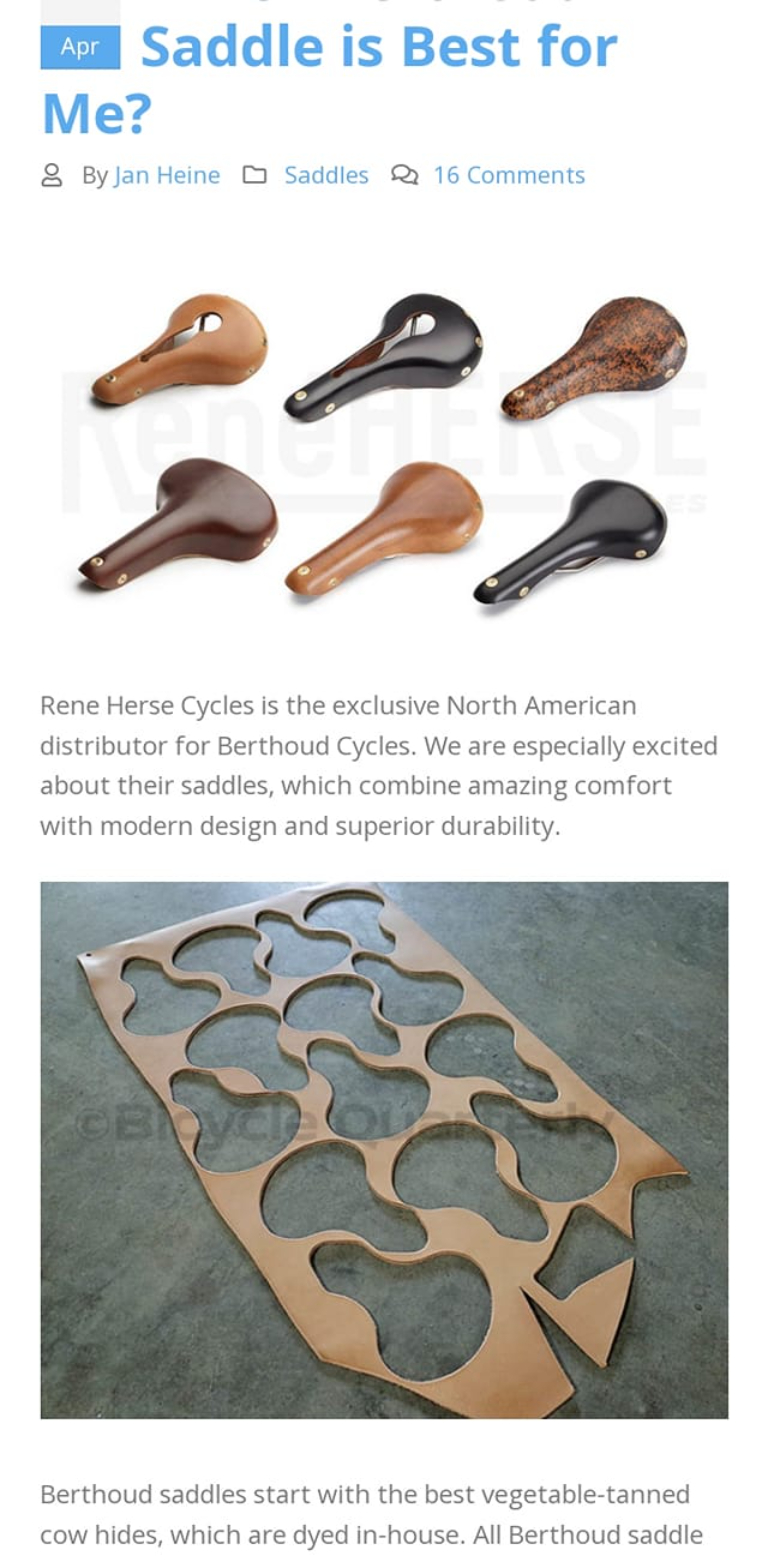 Apr
Saddle is Best for
Me?
By Jan Heine Saddles 16 Comments
ReneHERSE
ES
Rene Herse Cycles is the exclusive North American
distributor for Berthoud Cycles. We are especially excited
about their saddles, which combine amazing comfort
with modern design and superior durability.
©Bicycle Quarterly
Berthoud saddles start with the best vegetable-tanned
cow hides, which are dyed in-house. All Berthoud saddle